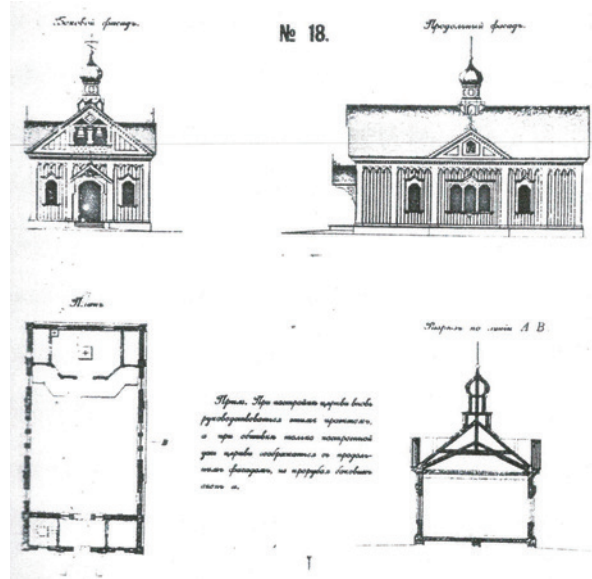 Боковой фасадъ.
№ 18.
Продольный фасадъ.
Планъ
Разрѣзъ по линіи А В.
Прим. При постройкѣ церкви вновь
руководствоваться этимъ проэктомъ,
а при обшивкѣ только построенной
уже церкви сообразоваться съ продоль-
нымъ фасадомъ, не прорубая боковыхъ
оконъ а.
В